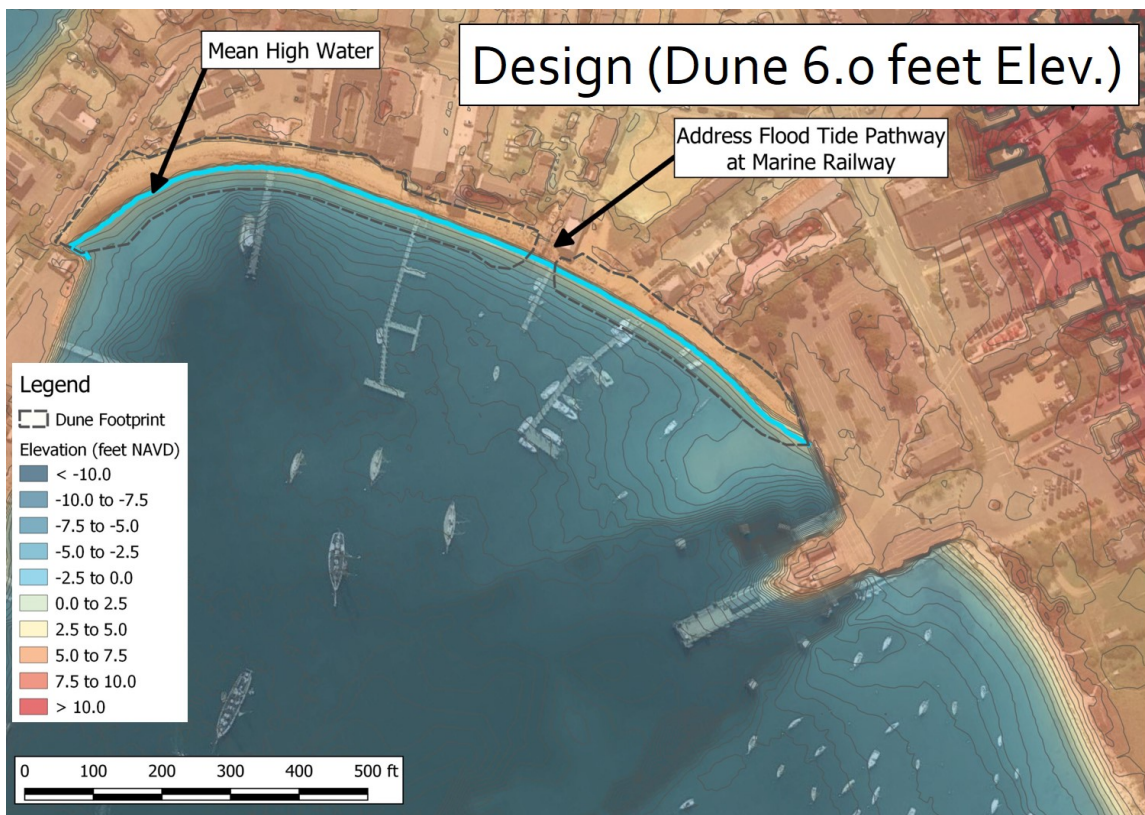 Mean High Water
Design (Dune 6.0 feet Elev.)
Address Flood Tide Pathway
at Marine Railway
Legend
Dune Footprint
Elevation (feet NAVD)
< -10.0
-10.0 to -7.5
-7.5 to -5.0
-5.0 to -2.5
-2.5 to 0.0
0.0 to 2.5
2.5 to 5.0
5.0 to 7.5
7.5 to 10.0
> 10.0
0 100 200 300 400 500 ft